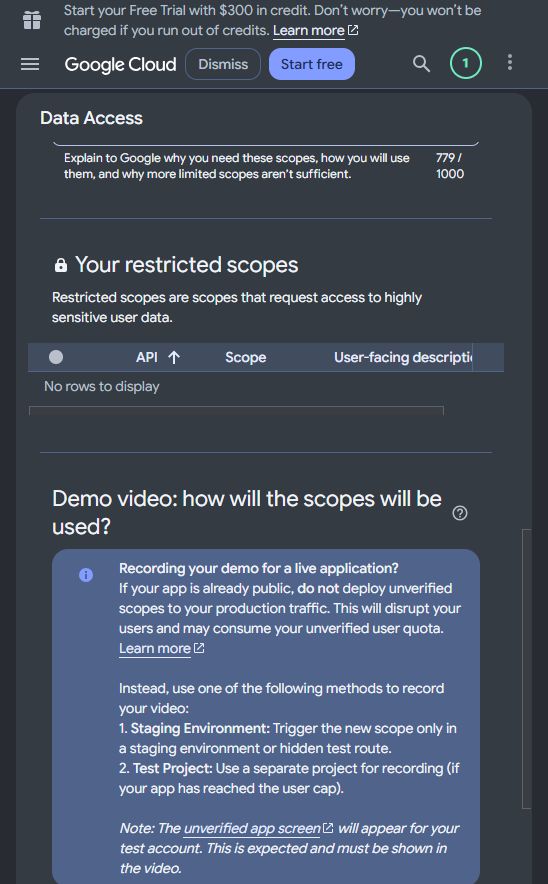 Start your Free Trial with $300 in credit. Don't worry—you won't be
charged if you run out of credits. Learn more
Google Cloud Dismiss Start free 1
Data Access
Explain to Google why you need these scopes, how you will use 779 /
them, and why more limited scopes aren't sufficient. 1000
Your restricted scopes
Restricted scopes are scopes that request access to highly
sensitive user data.
API Scope User-facing descripti
No rows to display
Demo video: how will the scopes will be
used?
Recording your demo for a live application?
If your app is already public, do not deploy unverified
scopes to your production traffic. This will disrupt your
users and may consume your unverified user quota.
Learn more
Instead, use one of the following methods to record
your video:
1. Staging Environment: Trigger the new scope only in
a staging environment or hidden test route.
2. Test Project: Use a separate project for recording (if
your app has reached the user cap).
Note: The unverified app screen will appear for your
test account. This is expected and must be shown in
the video.